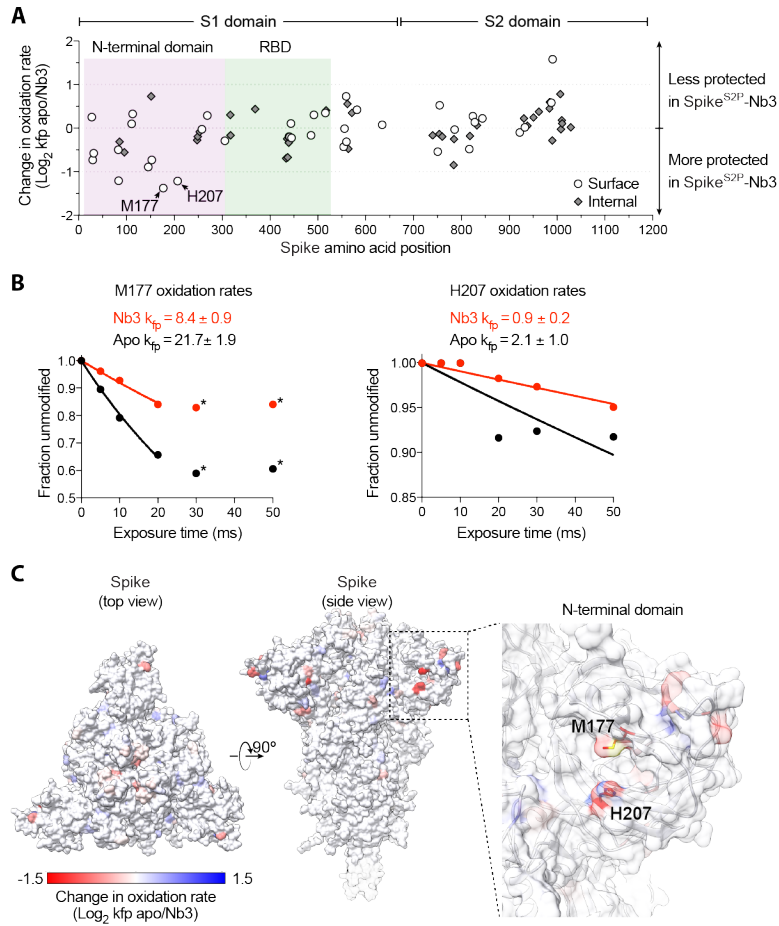 A
S1 domain
S2 domain
N-terminal domain
RBD
Change in oxidation rate
(Log2 kfp apo/Nb3)
2
1
0
-1
-2
M177
H207
Surface
Internal
Less protected
in SpikeS2P-Nb3
More protected
in SpikeS2P-Nb3
0 100 200 300 400 500 600 700 800 900 1000 1100 1200
Spike amino acid position
B
M177 oxidation rates
Nb3 kfp = 8.4 ± 0.9
Apo kfp = 21.7± 1.9
Fraction unmodified
1.0
0.9
0.8
0.7
0.6
0.5
* *
* *
0 10 20 30 40 50
Exposure time (ms)
H207 oxidation rates
Nb3 kfp = 0.9 ± 0.2
Apo kfp = 2.1 ± 1.0
Fraction unmodified
1.00
0.95
0.90
0.85
0 10 20 30 40 50
Exposure time (ms)
C
Spike
(top view)
Spike
(side view)
N-terminal domain
90º
M177
H207
-1.5 1.5
Change in oxidation rate
(Log2 kfp apo/Nb3)